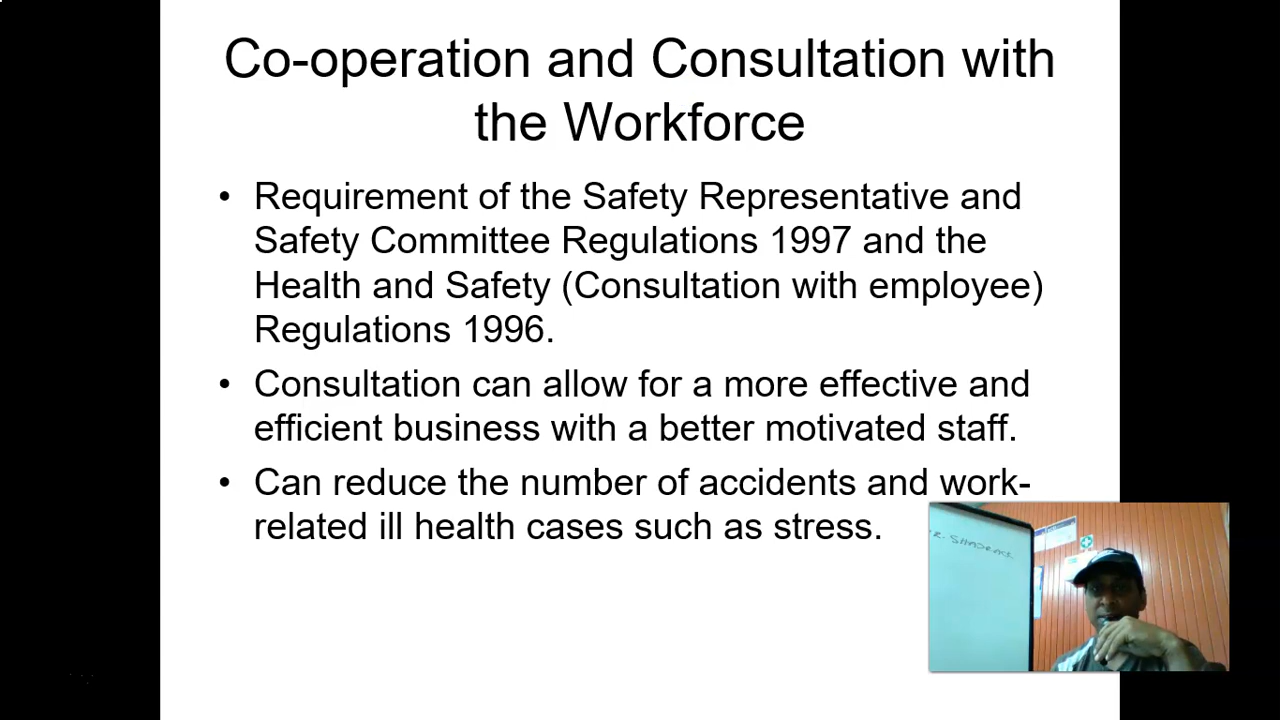 Co-operation and Consultation with
the Workforce
• Requirement of the Safety Representative and
Safety Committee Regulations 1997 and the
Health and Safety (Consultation with employee)
Regulations 1996.
• Consultation can allow for a more effective and
efficient business with a better motivated staff.
• Can reduce the number of accidents and work-
related ill health cases such as stress.